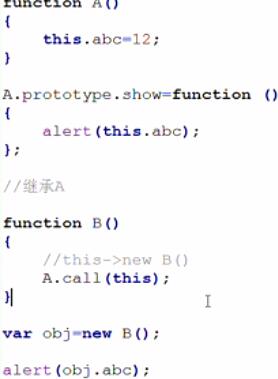 function A()
{
this.abc=12;
}
A.prototype.show=function ()
{
alert(this.abc);
};
//继承A
function B()
{
//this->new B()
A.call(this);
}
var obj=new B();
alert(obj.abc);